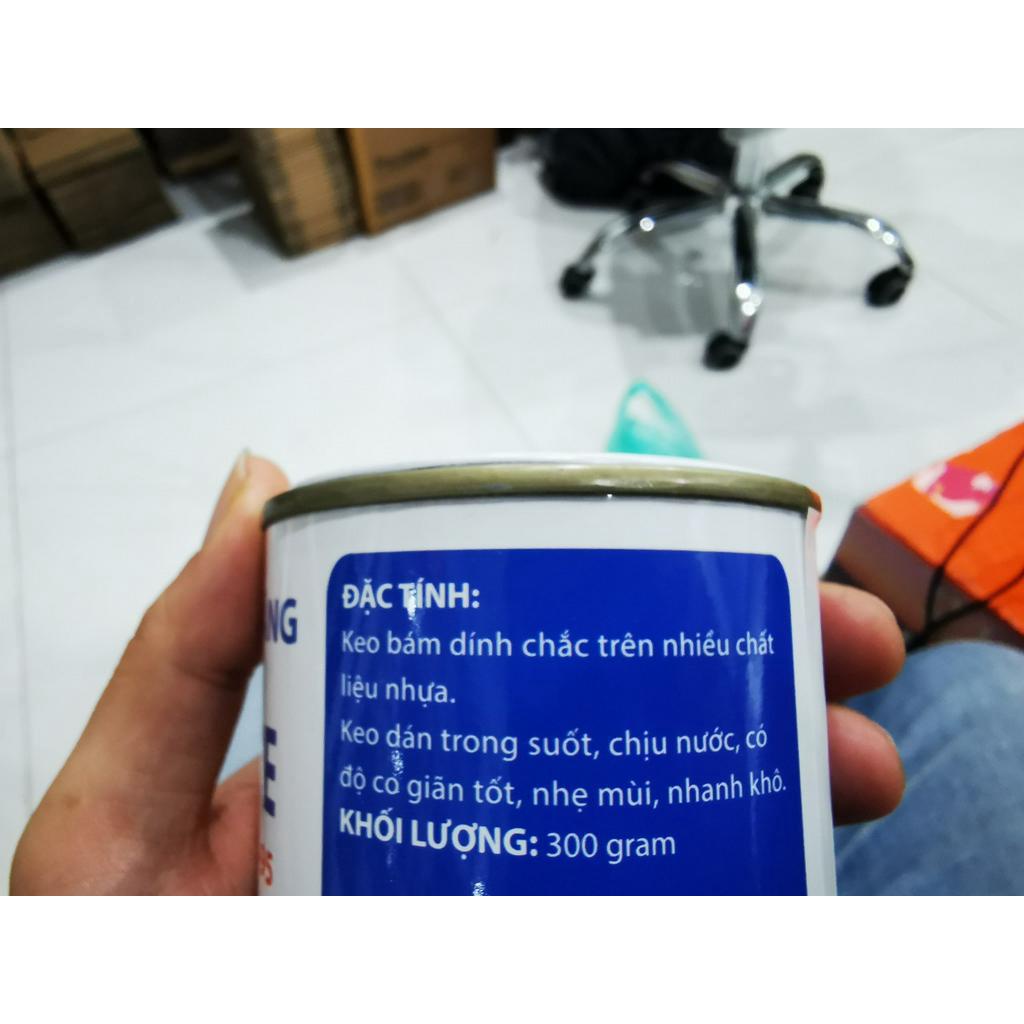 ĐẶC TÍNH:
Keo bám dính chắc trên nhiều chất
liệu nhựa.
Keo dán trong suốt, chịu nước, có
độ co giãn tốt, nhẹ mùi, nhanh khô.
KHỐI LƯỢNG: 300 gram